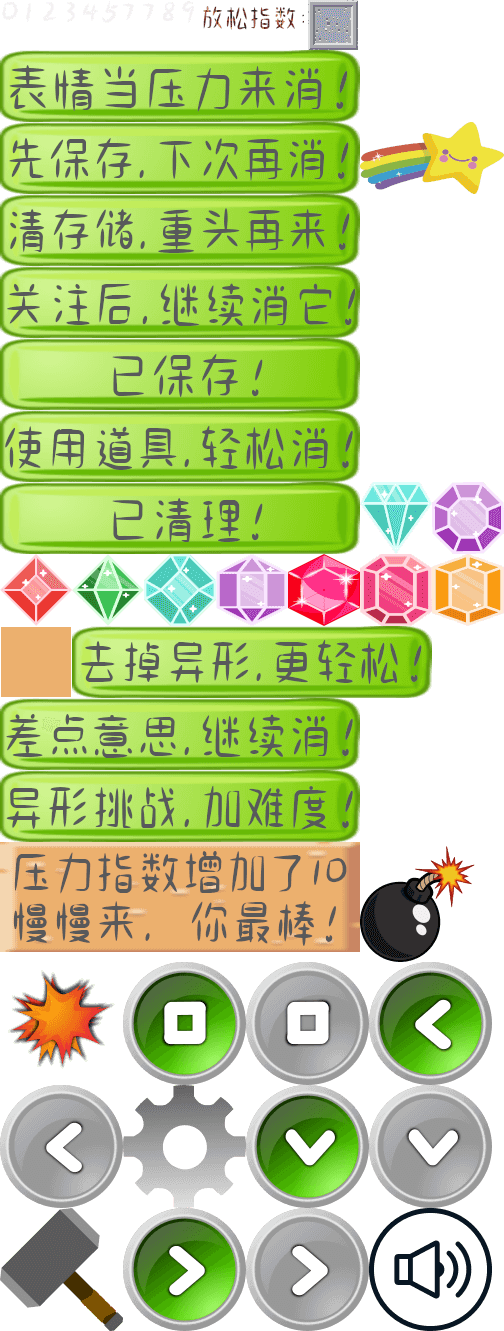 0123457789 放松指数:
表情当压力来消!
先保存,下次再消!
清存储,重头再来!
关注后,继续消它!
已保存!
使用道具,轻松消!
已清理!
去掉异形,更轻松!
差点意思,继续消!
异形挑战,加难度!
压力指数增加了10
慢慢来, 你最棒!